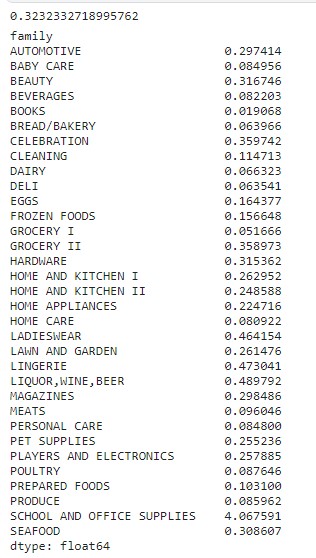 0.3232332718995762
family
AUTOMOTIVE 0.297414
BABY CARE 0.084956
BEAUTY 0.316746
BEVERAGES 0.082203
BOOKS 0.019068
BREAD/BAKERY 0.063966
CELEBRATION 0.359742
CLEANING 0.114713
DAIRY 0.066323
DELI 0.063541
EGGS 0.164377
FROZEN FOODS 0.156648
GROCERY I 0.051666
GROCERY II 0.358973
HARDWARE 0.315362
HOME AND KITCHEN I 0.262952
HOME AND KITCHEN II 0.248588
HOME APPLIANCES 0.224716
HOME CARE 0.080922
LADIESWEAR 0.464154
LAWN AND GARDEN 0.261476
LINGERIE 0.473041
LIQUOR,WINE,BEER 0.489792
MAGAZINES 0.298486
MEATS 0.096046
PERSONAL CARE 0.084800
PET SUPPLIES 0.255236
PLAYERS AND ELECTRONICS 0.257885
POULTRY 0.087646
PREPARED FOODS 0.103100
PRODUCE 0.085962
SCHOOL AND OFFICE SUPPLIES 4.067591
SEAFOOD 0.308607
dtype: float64